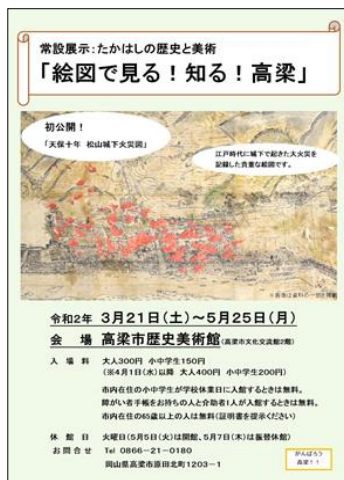 常設展示：たかはしの歴史と美術
「絵図で見る！知る！高梁」
初公開！
「天保十年 松山城下火災図」
江戸時代に城下で起きた大火災を
記録した貴重な絵図です。
※画像は資料の一部を掲載
令和2年 3月21日(土)～5月25日(月)
会 場 高梁市歴史美術館(高梁市文化交流館2階)
入 場 料 大人300円 小中学生150円
(※4月1日(水)以降 大人400円 小中学生200円)
市内在住の小中学生が学校休業日に入館するときは無料。
障がい者手帳をお持ちの人と介助者1人が入館するときは無料。
市内在住の65歳以上の人は無料(証明書を提示ください)
休 館 日 火曜日(5月5日(火)は開館、5月7日(木)は振替休館)
お問合せ Tel 0866-21-0180
岡山県高梁市原田北町1203-1
がんばろう
高梁！！